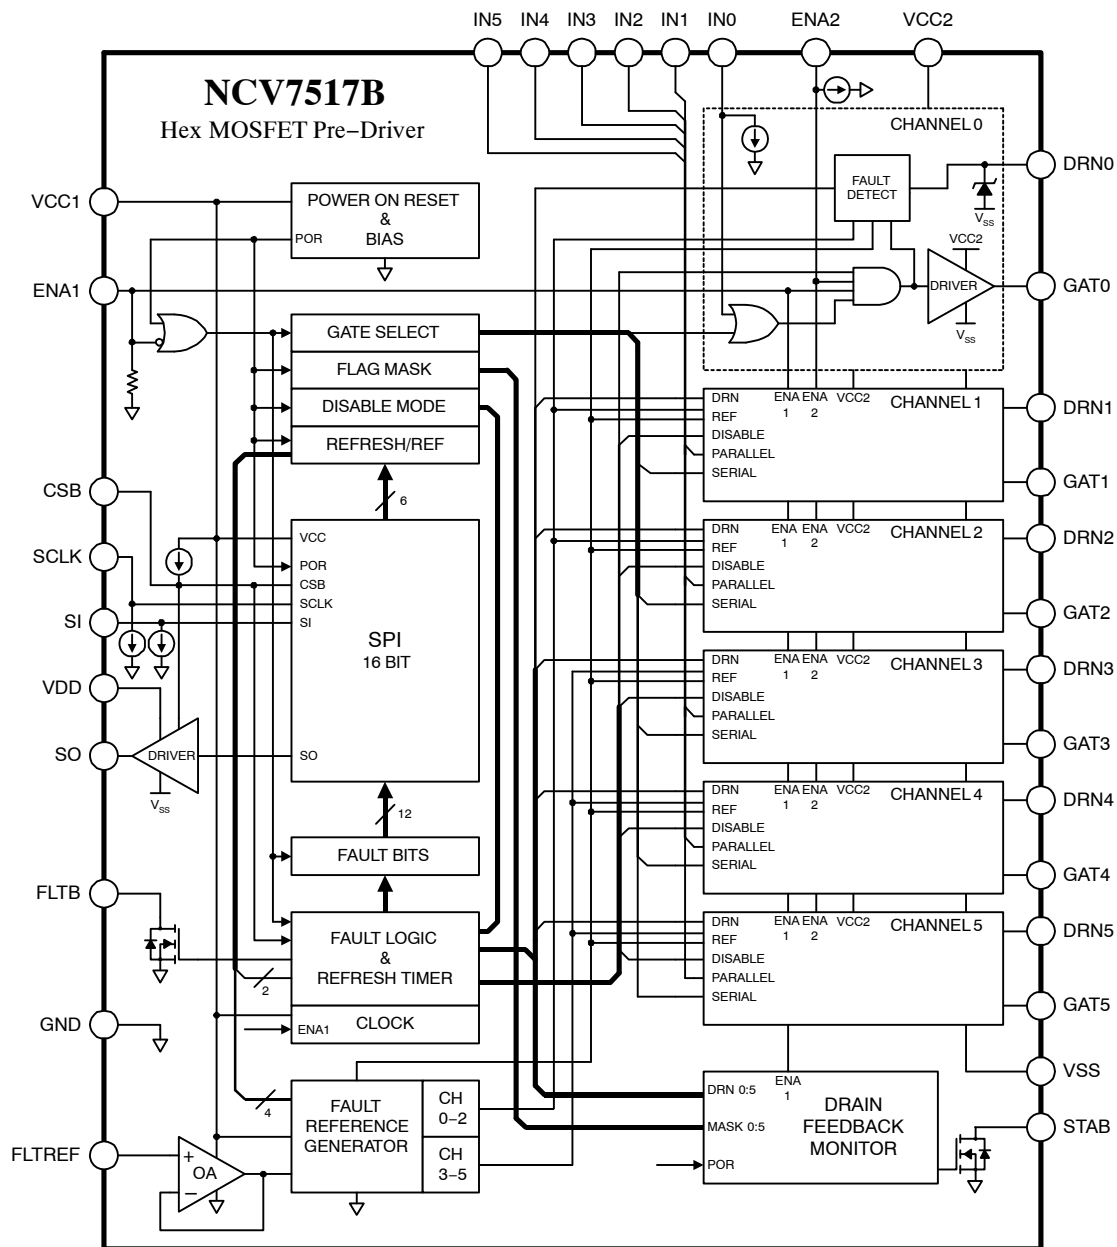 IN5 IN4 IN3 IN2 IN1 IN0 ENA2 VCC2
NCV7517B
Hex MOSFET Pre−Driver
CHANNEL 0
DRN0
FAULT
DETECT
V_SS
VCC1
POWER ON RESET
&
BIAS
POR
VCC2
DRIVER
V_SS
GAT0
ENA1
GATE SELECT
FLAG MASK
DISABLE MODE
REFRESH/REF
6
DRN
REF
DISABLE
PARALLEL
SERIAL
ENA
1
ENA
2
VCC2
CHANNEL 1
DRN1
GAT1
CSB
SCLK
SI
VDD
SO
DRIVER
V_SS
VCC
POR
CSB
SCLK
SI
SPI
16 BIT
SO
DRN
REF
DISABLE
PARALLEL
SERIAL
ENA
1
ENA
2
VCC2
CHANNEL 2
DRN2
GAT2
DRN
REF
DISABLE
PARALLEL
SERIAL
ENA
1
ENA
2
VCC2
CHANNEL 3
DRN3
GAT3
12
FAULT BITS
DRN
REF
DISABLE
PARALLEL
SERIAL
ENA
1
ENA
2
VCC2
CHANNEL 4
DRN4
GAT4
FLTB
FAULT LOGIC
&
REFRESH TIMER
2
CLOCK
ENA1
GND
DRN
REF
DISABLE
PARALLEL
SERIAL
ENA
1
ENA
2
VCC2
CHANNEL 5
DRN5
GAT5
VSS
4
FAULT
REFERENCE
GENERATOR
CH
0−2
CH
3−5
FLTREF
+
OA
−
DRN 0:5
MASK 0:5
POR
ENA
1
DRAIN
FEEDBACK
MONITOR
STAB